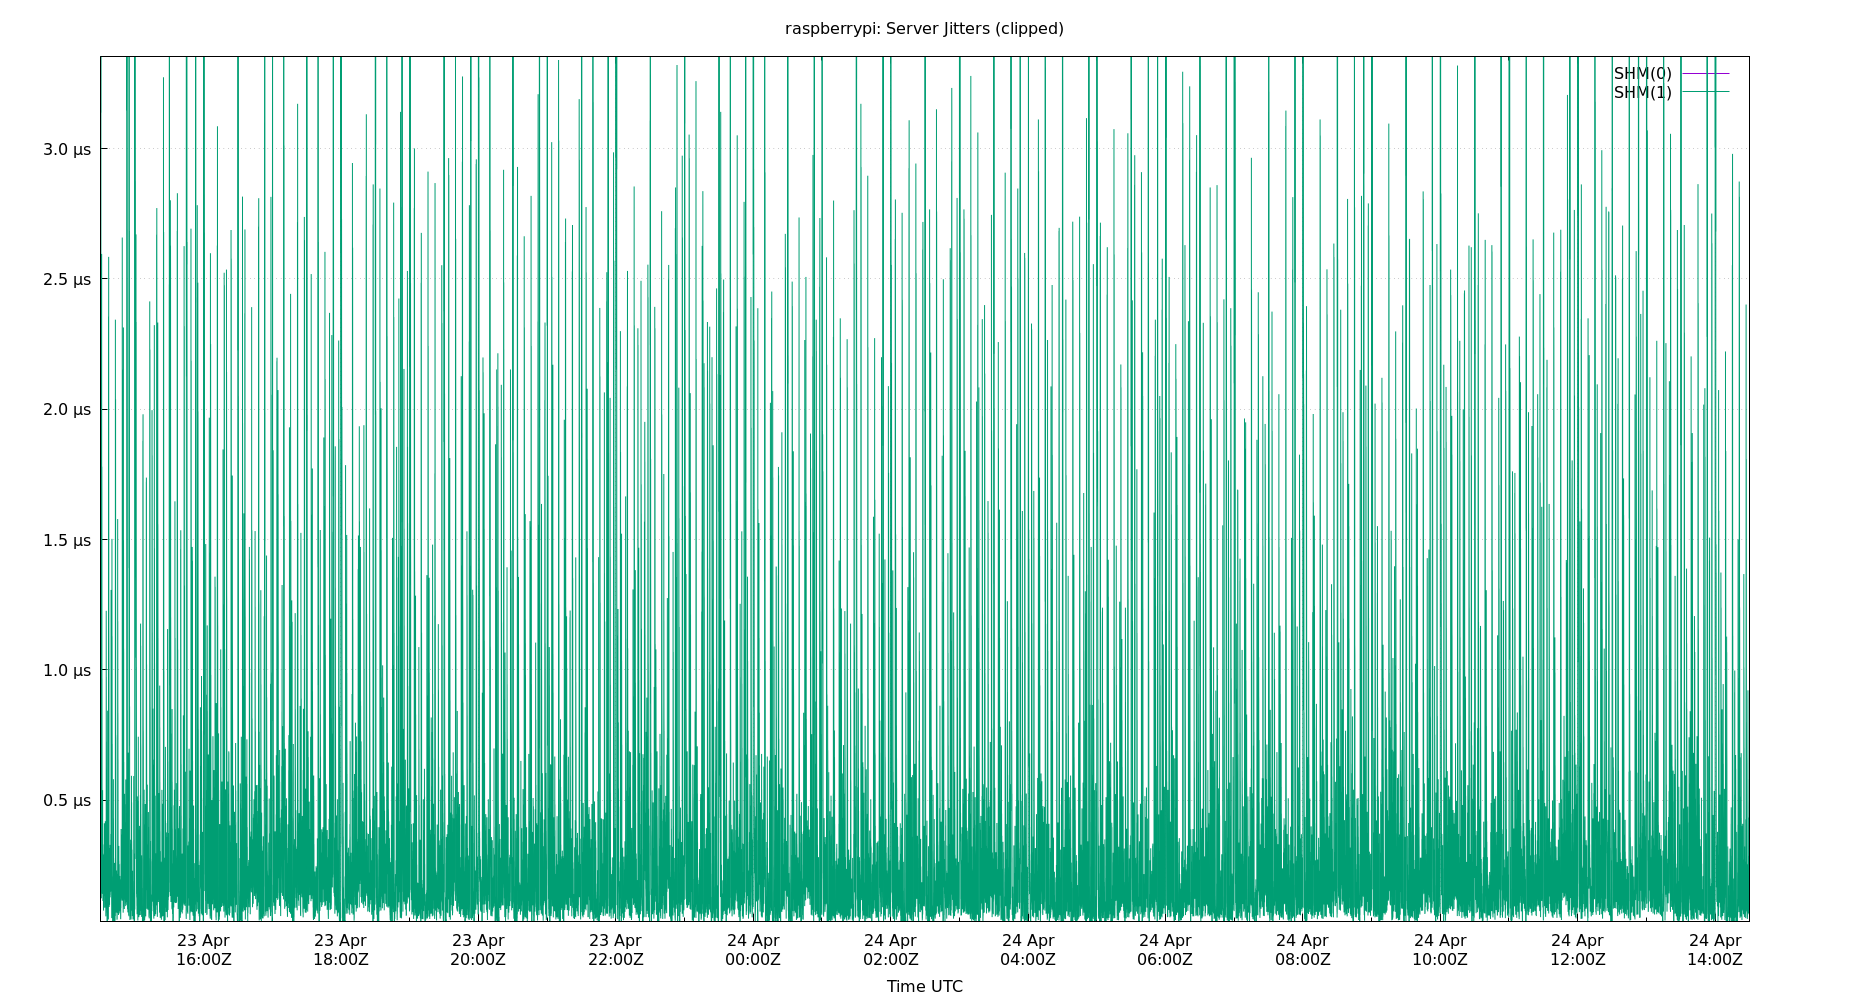 raspberrypi: Server Jitters (clipped)
SHM(0)
SHM(1)
3.0 µs
2.5 µs
2.0 µs
1.5 µs
1.0 µs
0.5 µs
23 Apr 23 Apr 23 Apr 23 Apr 24 Apr 24 Apr 24 Apr 24 Apr 24 Apr 24 Apr 24 Apr 24 Apr
16:00Z 18:00Z 20:00Z 22:00Z 00:00Z 02:00Z 04:00Z 06:00Z 08:00Z 10:00Z 12:00Z 14:00Z
Time UTC